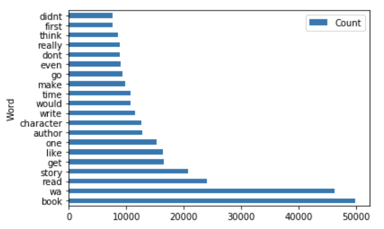 Count
didnt
first
think
really
dont
even
go
make
time
would
write
character
author
one
like
get
story
read
wa
book
Word
0 10000 20000 30000 40000 50000